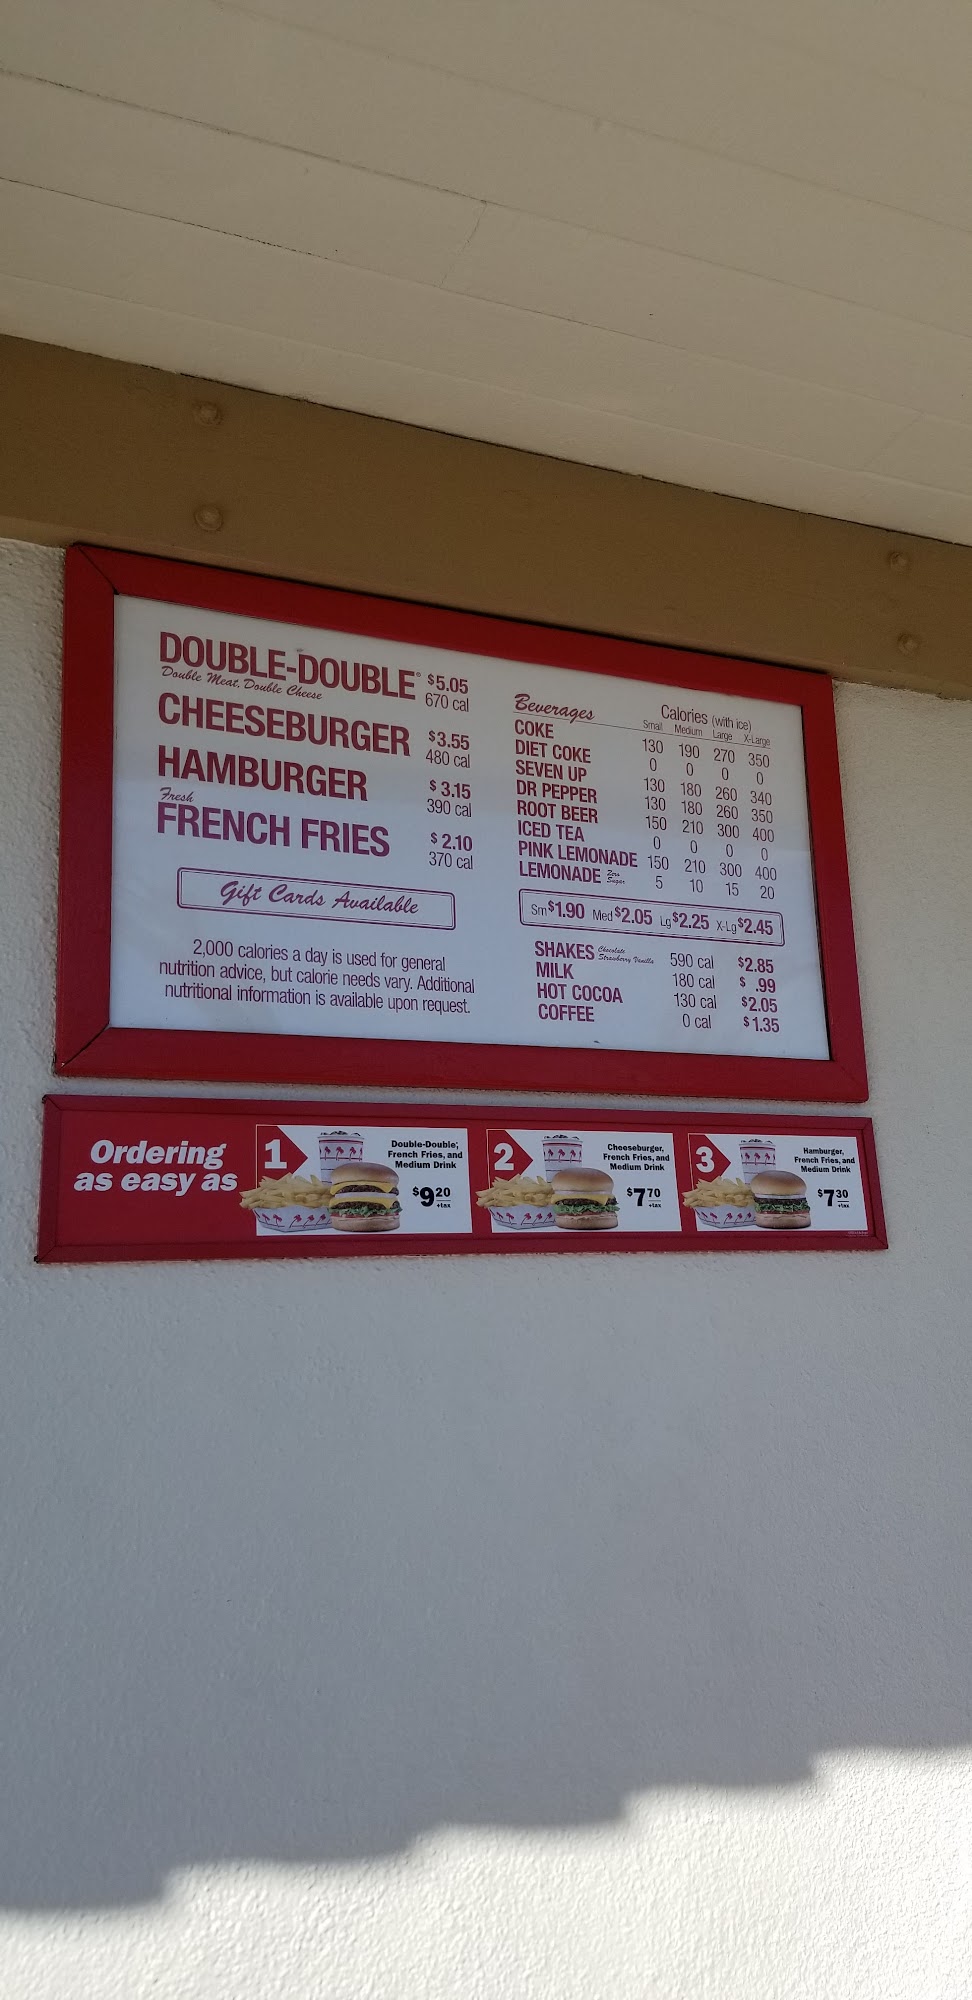 DOUBLE-DOUBLE® $5.05
Double Meat, Double Cheese 670 cal
CHEESEBURGER $3.55
480 cal
HAMBURGER $3.15
390 cal
Fresh
FRENCH FRIES $2.10
370 cal
Gift Cards Available
2,000 calories a day is used for general
nutrition advice, but calorie needs vary. Additional
nutritional information is available upon request.
Beverages Calories (with ice)
Small Medium Large X-Large
COKE 130 190 270 350
DIET COKE 0 0 0 0
SEVEN UP 130 180 260 340
DR PEPPER 130 180 260 350
ROOT BEER 150 210 300 400
ICED TEA 0 0 0 0
PINK LEMONADE 150 210 300 400
LEMONADE Zero Sugar 5 10 15 20
Sm $1.90 Med $2.05 Lg $2.25 X-Lg $2.45
SHAKES Chocolate Strawberry Vanilla 590 cal $2.85
MILK 180 cal $ .99
HOT COCOA 130 cal $2.05
COFFEE 0 cal $1.35
Ordering
as easy as
1
Double-Double,®
French Fries, and
Medium Drink
$9.20
+tax
2
Cheeseburger,
French Fries, and
Medium Drink
$7.70
+tax
3
Hamburger,
French Fries, and
Medium Drink
$7.30
+tax